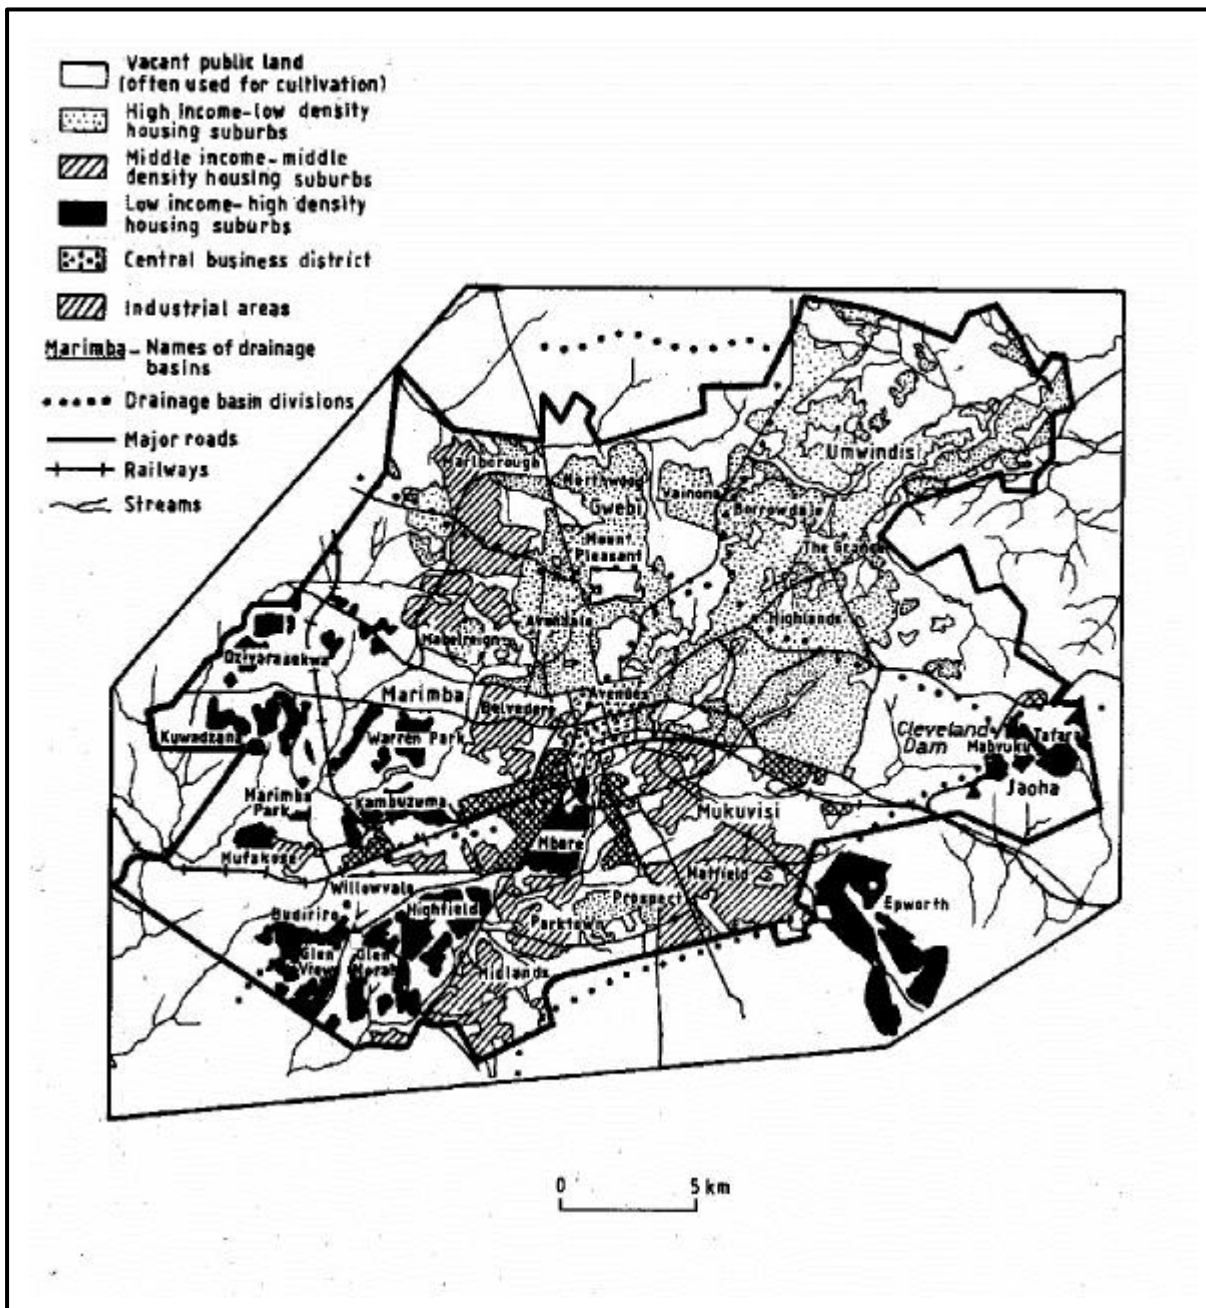 Vacant public land
(often used for cultivation)
High income-low density
housing suburbs
Middle income-middle
density housing suburbs
Low income-high density
housing suburbs
Central business district
Industrial areas
Marimba - Names of drainage
basins
Drainage basin divisions
Major roads
Railways
Streams
Umwindsi
Marlborough
Northwood
Vainona
Gwebi
Borrowdale
Mount
Pleasant
The Grange
Avondale
Highlands
Mabelreign
Dzivarasekwa
Marimba
Avenues
Belvedere
Kuwadzana
Warren Park
Cleveland
Dam
Mabvuku
Tafara
Jaoha
Marimba
Park
Kambuzuma
Mukuvisi
Mbare
Mufakose
Hatfield
Willowvale
Prospect
Epworth
Budiriro
Highfield
Parktown
Glen
View
Glen
Norah
Midlands
0 5 km